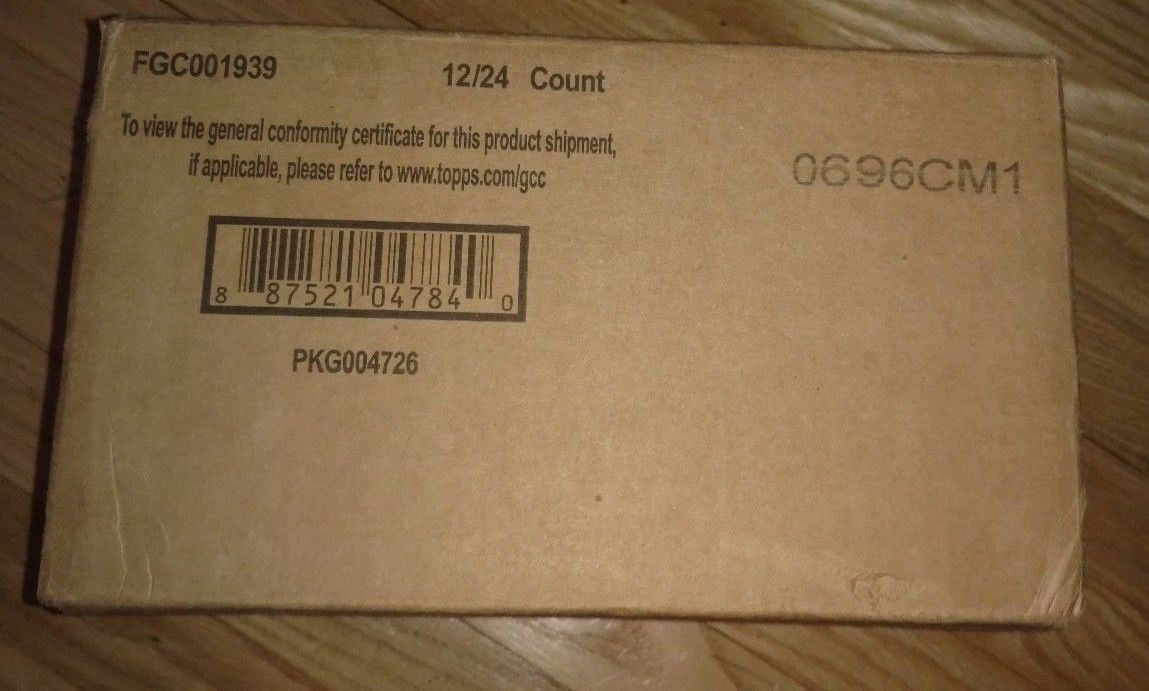 FGC001939
12/24 Count
To view the general conformity certificate for this product shipment,
if applicable, please refer to www.topps.com/gcc
0696CM1
8 87521 04784 0
PKG004726